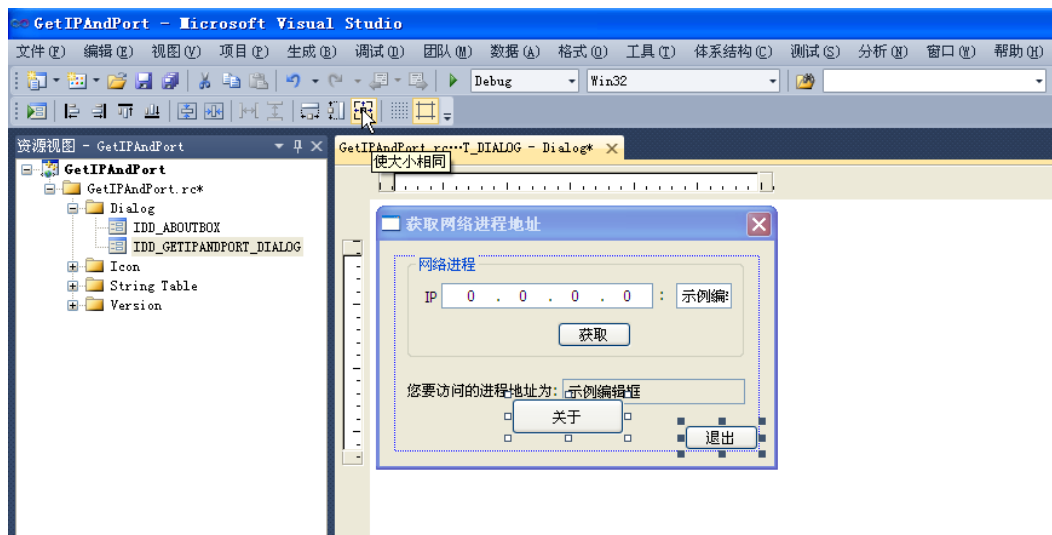 GetIPAndPort - Microsoft Visual Studio
文件(F) 编辑(E) 视图(V) 项目(P) 生成(B) 调试(D) 团队(M) 数据(A) 格式(O) 工具(T) 体系结构(C) 测试(S) 分析(N) 窗口(W) 帮助(H)
Debug Win32
资源视图 - GetIPAndPort
GetIPAndPort.rc…T_DIALOG - Dialog*
使大小相同
GetIPAndPort
GetIPAndPort.rc*
Dialog
IDD_ABOUTBOX
IDD_GETIPANDPORT_DIALOG
Icon
String Table
Version
获取网络进程地址
网络进程
IP 0 . 0 . 0 . 0 : 示例编
获取
您要访问的进程地址为: 示例编辑框
关于
退出